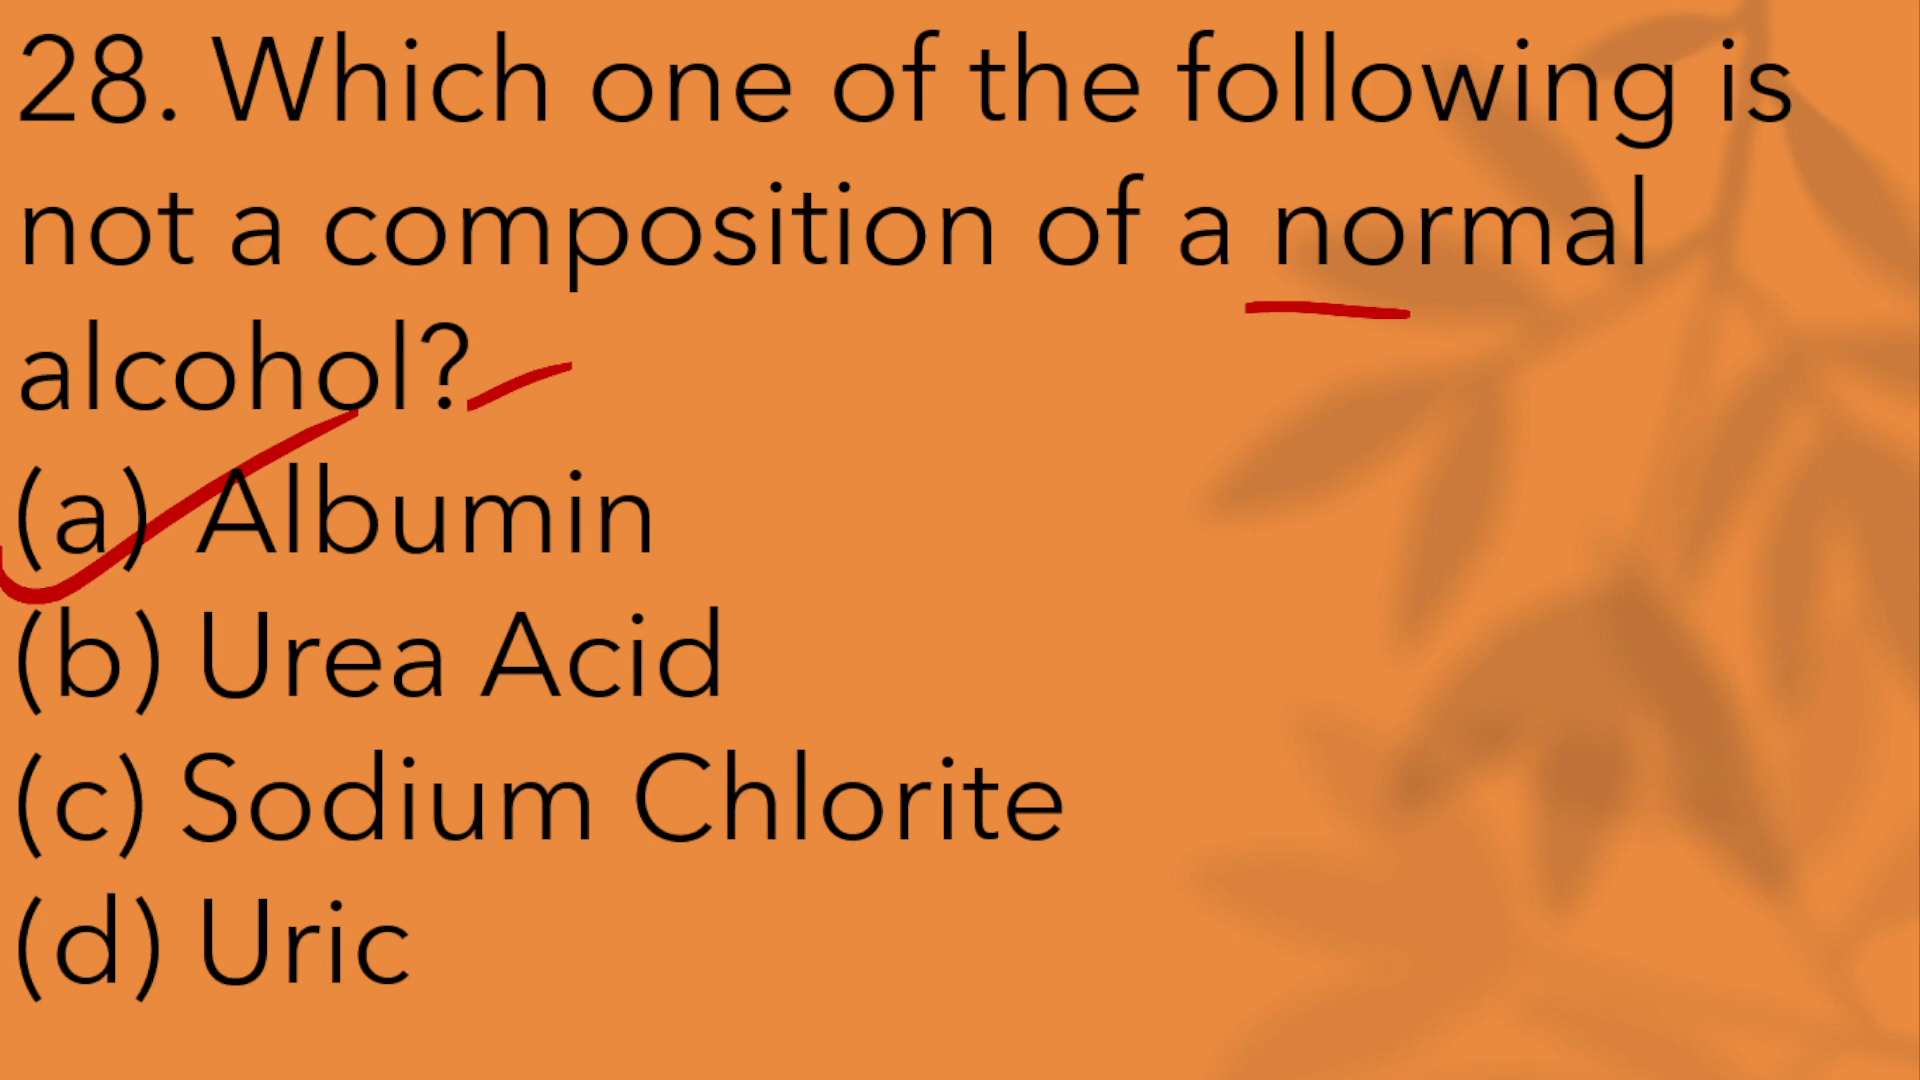 28. Which one of the following is
not a composition of a normal
alcohol?
(a) Albumin
(b) Urea Acid
(c) Sodium Chlorite
(d) Uric